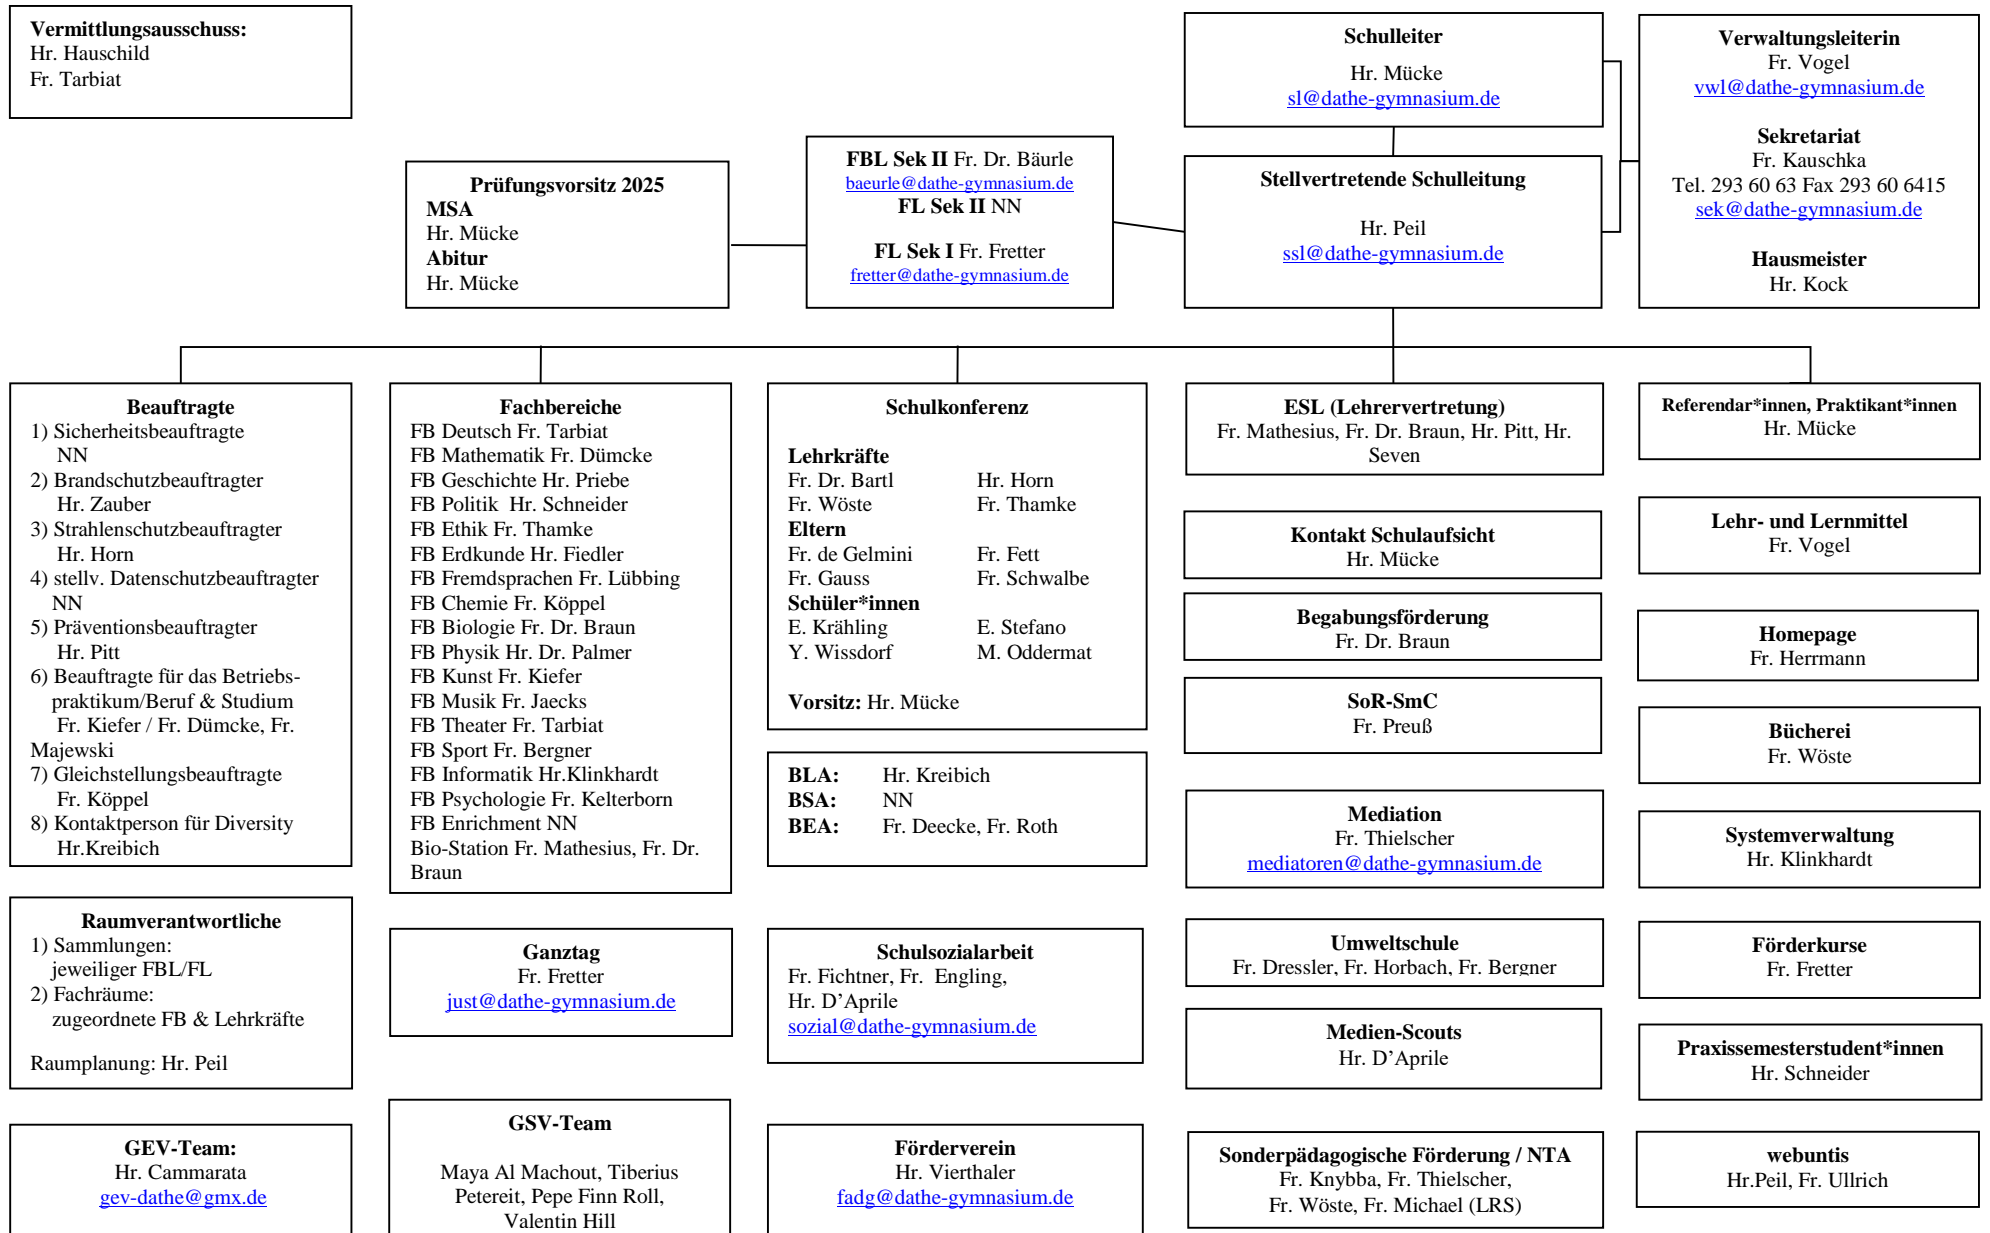 Vermittlungsausschuss:
Hr. Hauschild
Fr. Tarbiat
Schulleiter
Hr. Mücke
sl@dathe-gymnasium.de
Verwaltungsleiterin
Fr. Vogel
vwl@dathe-gymnasium.de
Sekretariat
Fr. Kauschka
Tel. 293 60 63 Fax 293 60 6415
sek@dathe-gymnasium.de
Hausmeister
Hr. Kock
Prüfungsvorsitz 2025
MSA
Hr. Mücke
Abitur
Hr. Mücke
FBL Sek II Fr. Dr. Bäurle
baeurle@dathe-gymnasium.de
FL Sek II NN
FL Sek I Fr. Fretter
fretter@dathe-gymnasium.de
Stellvertretende Schulleitung
Hr. Peil
ssl@dathe-gymnasium.de
Beauftragte
1) Sicherheitsbeauftragte
NN
2) Brandschutzbeauftragter
Hr. Zauber
3) Strahlenschutzbeauftragter
Hr. Horn
4) stellv. Datenschutzbeauftragter
NN
5) Präventionsbeauftragter
Hr. Pitt
6) Beauftragte für das Betriebs-
praktikum/Beruf & Studium
Fr. Kiefer / Fr. Dümcke, Fr.
Majewski
7) Gleichstellungsbeauftragte
Fr. Köppel
8) Kontaktperson für Diversity
Hr.Kreibich
Fachbereiche
FB Deutsch Fr. Tarbiat
FB Mathematik Fr. Dümcke
FB Geschichte Hr. Priebe
FB Politik  Hr. Schneider
FB Ethik Fr. Thamke
FB Erdkunde Hr. Fiedler
FB Fremdsprachen Fr. Lübbing
FB Chemie Fr. Köppel
FB Biologie Fr. Dr. Braun
FB Physik Hr. Dr. Palmer
FB Kunst Fr. Kiefer
FB Musik Fr. Jaecks
FB Theater Fr. Tarbiat
FB Sport Fr. Bergner
FB Informatik Hr.Klinkhardt
FB Psychologie Fr. Kelterborn
FB Enrichment NN
Bio-Station Fr. Mathesius, Fr. Dr.
Braun
Schulkonferenz
Lehrkräfte
Fr. Dr. Bartl Hr. Horn
Fr. Wöste Fr. Thamke
Eltern
Fr. de Gelmini Fr. Fett
Fr. Gauss Fr. Schwalbe
Schüler*innen
E. Krähling E. Stefano
Y. Wissdorf M. Oddermat
Vorsitz: Hr. Mücke
BLA: Hr. Kreibich
BSA: NN
BEA: Fr. Deecke, Fr. Roth
ESL (Lehrervertretung)
Fr. Mathesius, Fr. Dr. Braun, Hr. Pitt, Hr.
Seven
Kontakt Schulaufsicht
Hr. Mücke
Begabungsförderung
Fr. Dr. Braun
SoR-SmC
Fr. Preuß
Mediation
Fr. Thielscher
mediatoren@dathe-gymnasium.de
Referendar*innen, Praktikant*innen
Hr. Mücke
Lehr- und Lernmittel
Fr. Vogel
Homepage
Fr. Herrmann
Bücherei
Fr. Wöste
Systemverwaltung
Hr. Klinkhardt
Raumverantwortliche
1) Sammlungen:
jeweiliger FBL/FL
2) Fachräume:
zugeordnete FB & Lehrkräfte
Raumplanung: Hr. Peil
Ganztag
Fr. Fretter
just@dathe-gymnasium.de
Schulsozialarbeit
Fr. Fichtner, Fr.  Engling,
Hr. D’Aprile
sozial@dathe-gymnasium.de
Umweltschule
Fr. Dressler, Fr. Horbach, Fr. Bergner
Medien-Scouts
Hr. D’Aprile
Förderkurse
Fr. Fretter
Praxissemesterstudent*innen
Hr. Schneider
GEV-Team:
Hr. Cammarata
gev-dathe@gmx.de
GSV-Team
Maya Al Machout, Tiberius
Petereit, Pepe Finn Roll,
Valentin Hill
Förderverein
Hr. Vierthaler
fadg@dathe-gymnasium.de
Sonderpädagogische Förderung / NTA
Fr. Knybba, Fr. Thielscher,
Fr. Wöste, Fr. Michael (LRS)
webuntis
Hr.Peil, Fr. Ullrich